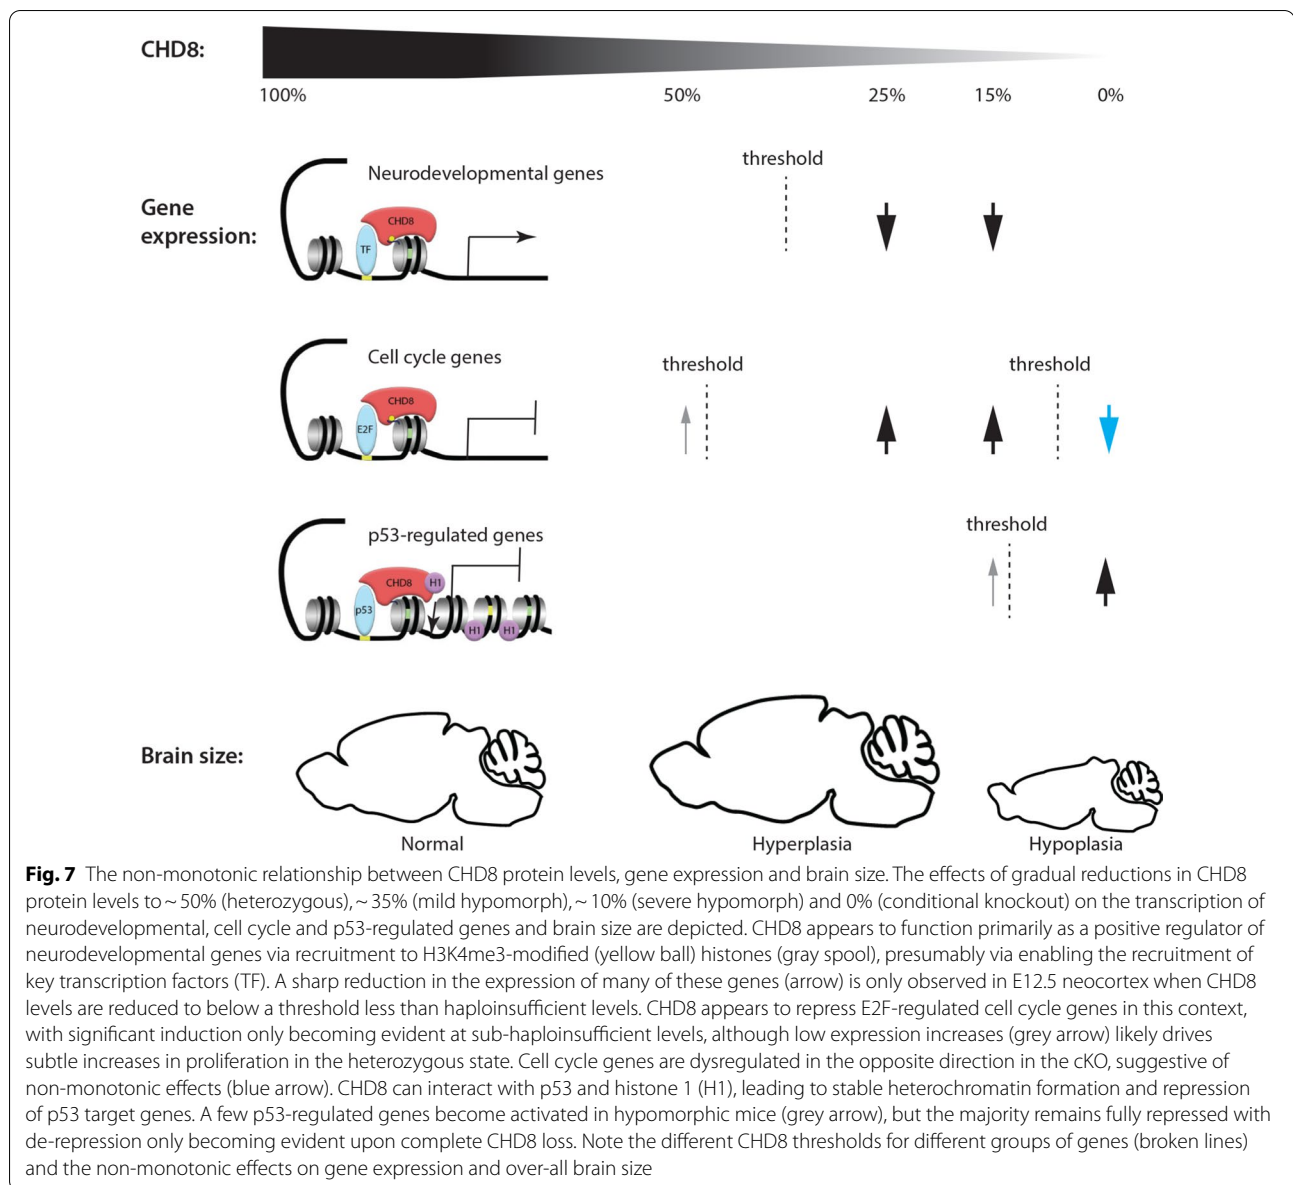 CHD8:
100% 50% 25% 15% 0%
threshold
Neurodevelopmental genes
Gene
expression:
CHD8
TF
threshold threshold
Cell cycle genes
CHD8
E2F
threshold
p53-regulated genes
CHD8 H1
p53
H1 H1
Brain size:
Normal Hyperplasia Hypoplasia
Fig. 7 The non-monotonic relationship between CHD8 protein levels, gene expression and brain size. The effects of gradual reductions in CHD8
protein levels to ~ 50% (heterozygous), ~ 35% (mild hypomorph), ~ 10% (severe hypomorph) and 0% (conditional knockout) on the transcription of
neurodevelopmental, cell cycle and p53-regulated genes and brain size are depicted. CHD8 appears to function primarily as a positive regulator of
neurodevelopmental genes via recruitment to H3K4me3-modified (yellow ball) histones (gray spool), presumably via enabling the recruitment of
key transcription factors (TF). A sharp reduction in the expression of many of these genes (arrow) is only observed in E12.5 neocortex when CHD8
levels are reduced to below a threshold less than haploinsufficient levels. CHD8 appears to repress E2F-regulated cell cycle genes in this context,
with significant induction only becoming evident at sub-haploinsufficient levels, although low expression increases (grey arrow) likely drives
subtle increases in proliferation in the heterozygous state. Cell cycle genes are dysregulated in the opposite direction in the cKO, suggestive of
non-monotonic effects (blue arrow). CHD8 can interact with p53 and histone 1 (H1), leading to stable heterochromatin formation and repression
of p53 target genes. A few p53-regulated genes become activated in hypomorphic mice (grey arrow), but the majority remains fully repressed with
de-repression only becoming evident upon complete CHD8 loss. Note the different CHD8 thresholds for different groups of genes (broken lines)
and the non-monotonic effects on gene expression and over-all brain size